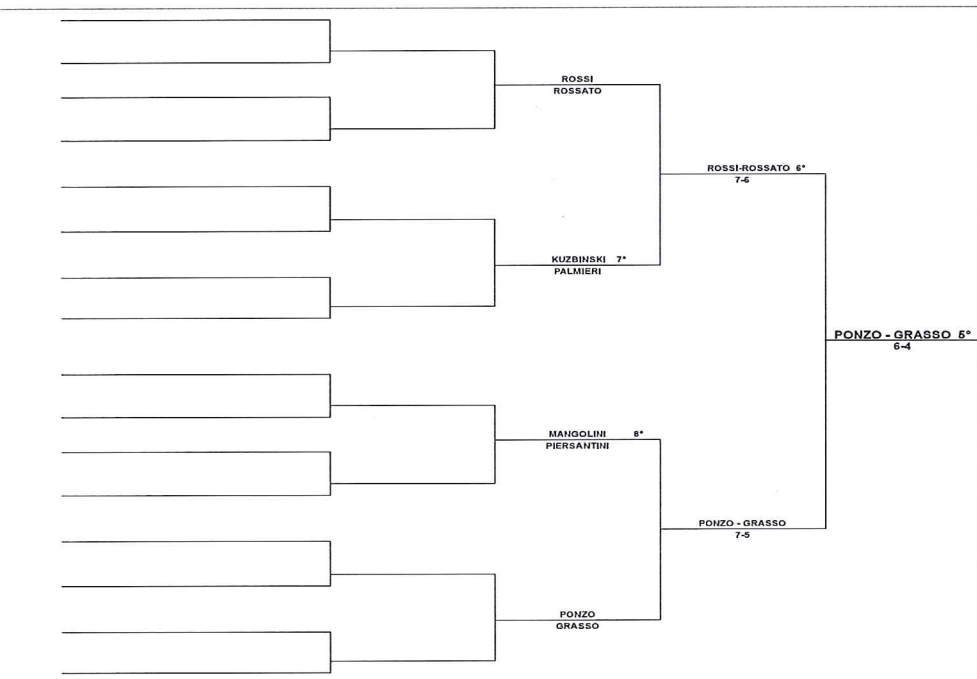 ROSSI
ROSSATO
ROSSI-ROSSATO 6°
7-6
KUZBINSKI 7°
PALMIERI
PONZO - GRASSO 5°
6-4
MANGOLINI 8°
PIERSANTINI
PONZO - GRASSO
7-5
PONZO
GRASSO